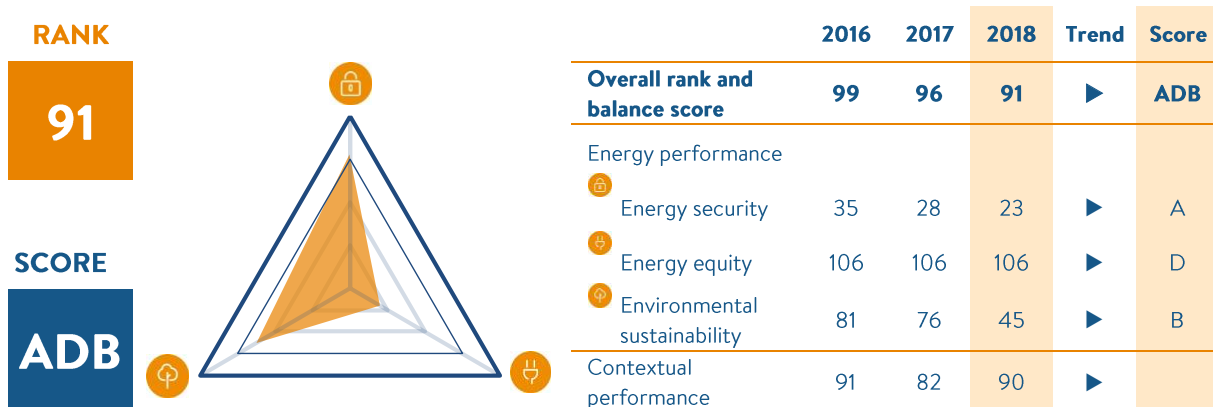 RANK
91
SCORE
ADB
2016 2017 2018 Trend Score
Overall rank and
balance score 99 96 91 ADB
Energy performance
Energy security 35 28 23 A
Energy equity 106 106 106 D
Environmental
sustainability 81 76 45 B
Contextual
performance 91 82 90